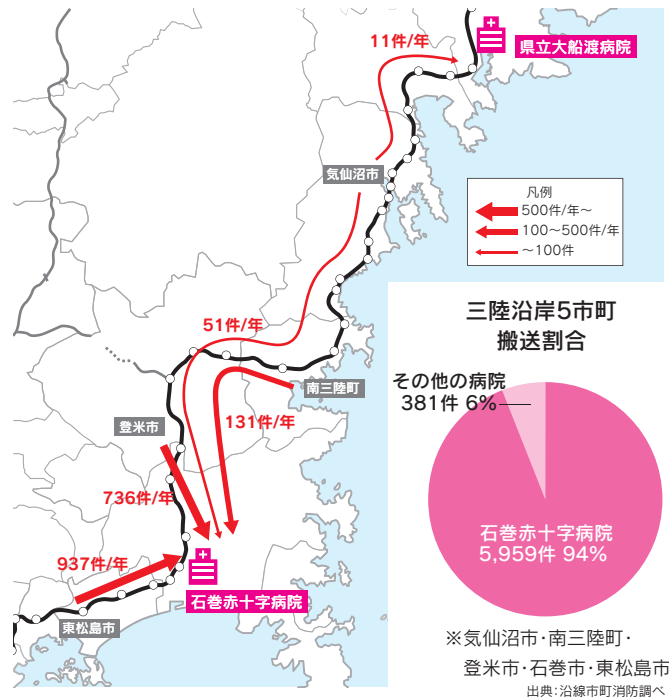 11件/年
県立大船渡病院
気仙沼市
凡例
500件/年～
100～500件/年
～100件
三陸沿岸5市町
搬送割合
51件/年
南三陸町
その他の病院
381件 6%
131件/年
登米市
736件/年
石巻赤十字病院
5,959件 94%
937件/年
石巻赤十字病院
東松島市
※気仙沼市・南三陸町・
登米市・石巻市・東松島市
出典:沿線市町消防調べ